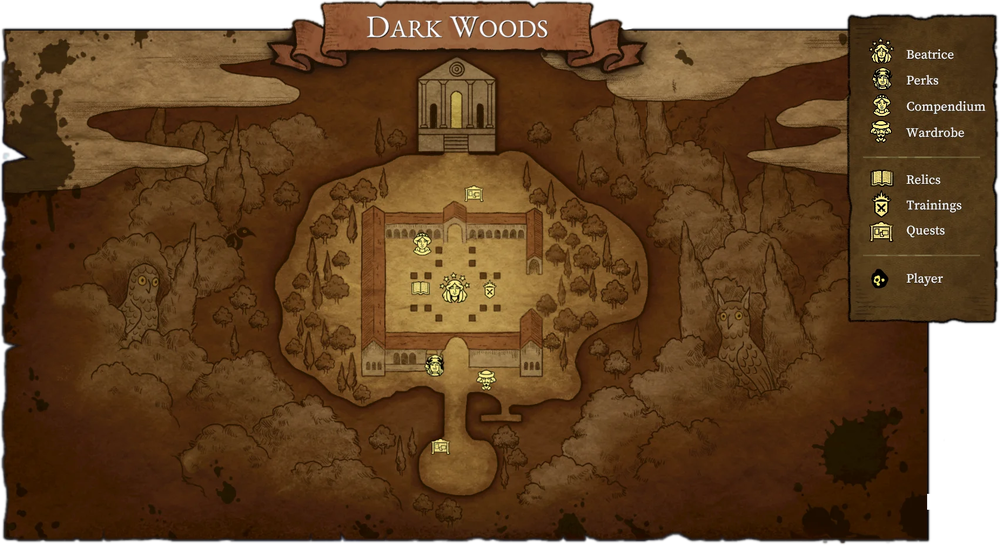 DARK WOODS
Beatrice
Perks
Compendium
Wardrobe
Relics
Trainings
Quests
Player